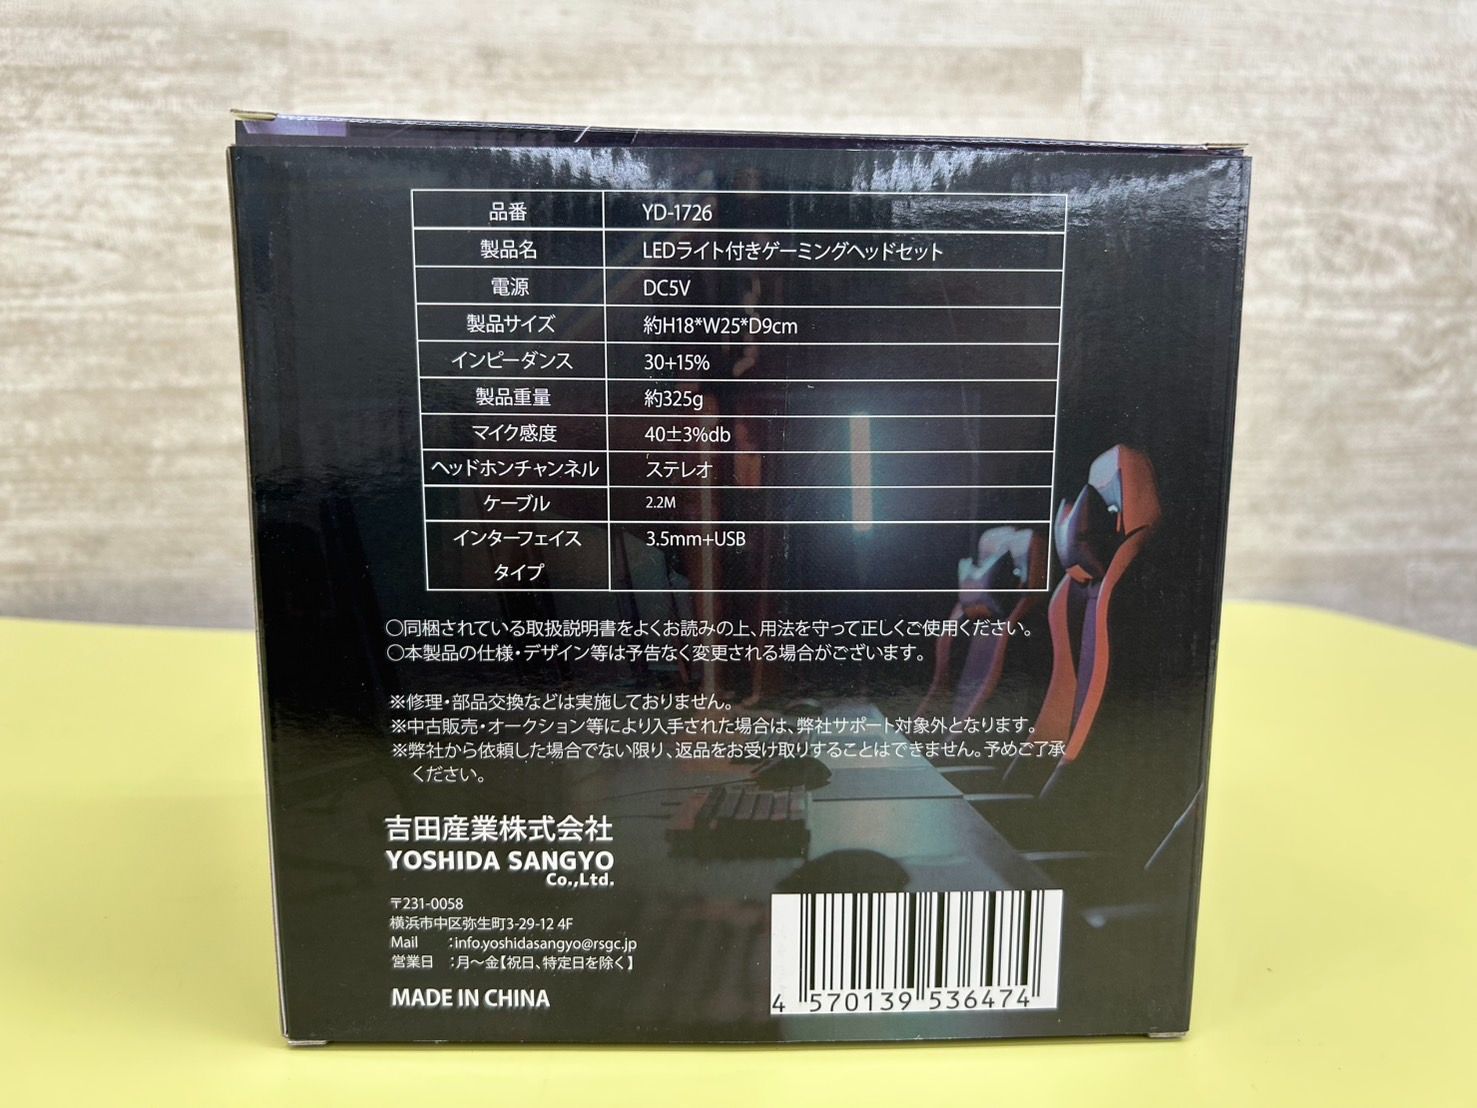 品番 YD-1726
製品名 LEDライト付きゲーミングヘッドセット
電源 DC5V
製品サイズ 約H18*W25*D9cm
インピーダンス 30+15%
製品重量 約325g
マイク感度 40±3%db
ヘッドホンチャンネル ステレオ
ケーブル 2.2M
インターフェイス 3.5mm+USB
タイプ
〇同梱されている取扱説明書をよくお読みの上、用法を守って正しくご使用ください。
〇本製品の仕様・デザイン等は予告なく変更される場合がございます。
※修理・部品交換などは実施しておりません。
※中古販売・オークション等により入手された場合は、弊社サポート対象外となります。
※弊社から依頼した場合でない限り、返品をお受け取りすることはできません。予めご了承
ください。
吉田産業株式会社
YOSHIDA SANGYO
Co.,Ltd.
〒231-0058
横浜市中区弥生町3-29-12 4F
Mail :info.yoshidasangyo@rsgc.jp
営業日 :月～金【祝日、特定日を除く】
MADE IN CHINA
4 570139 536474